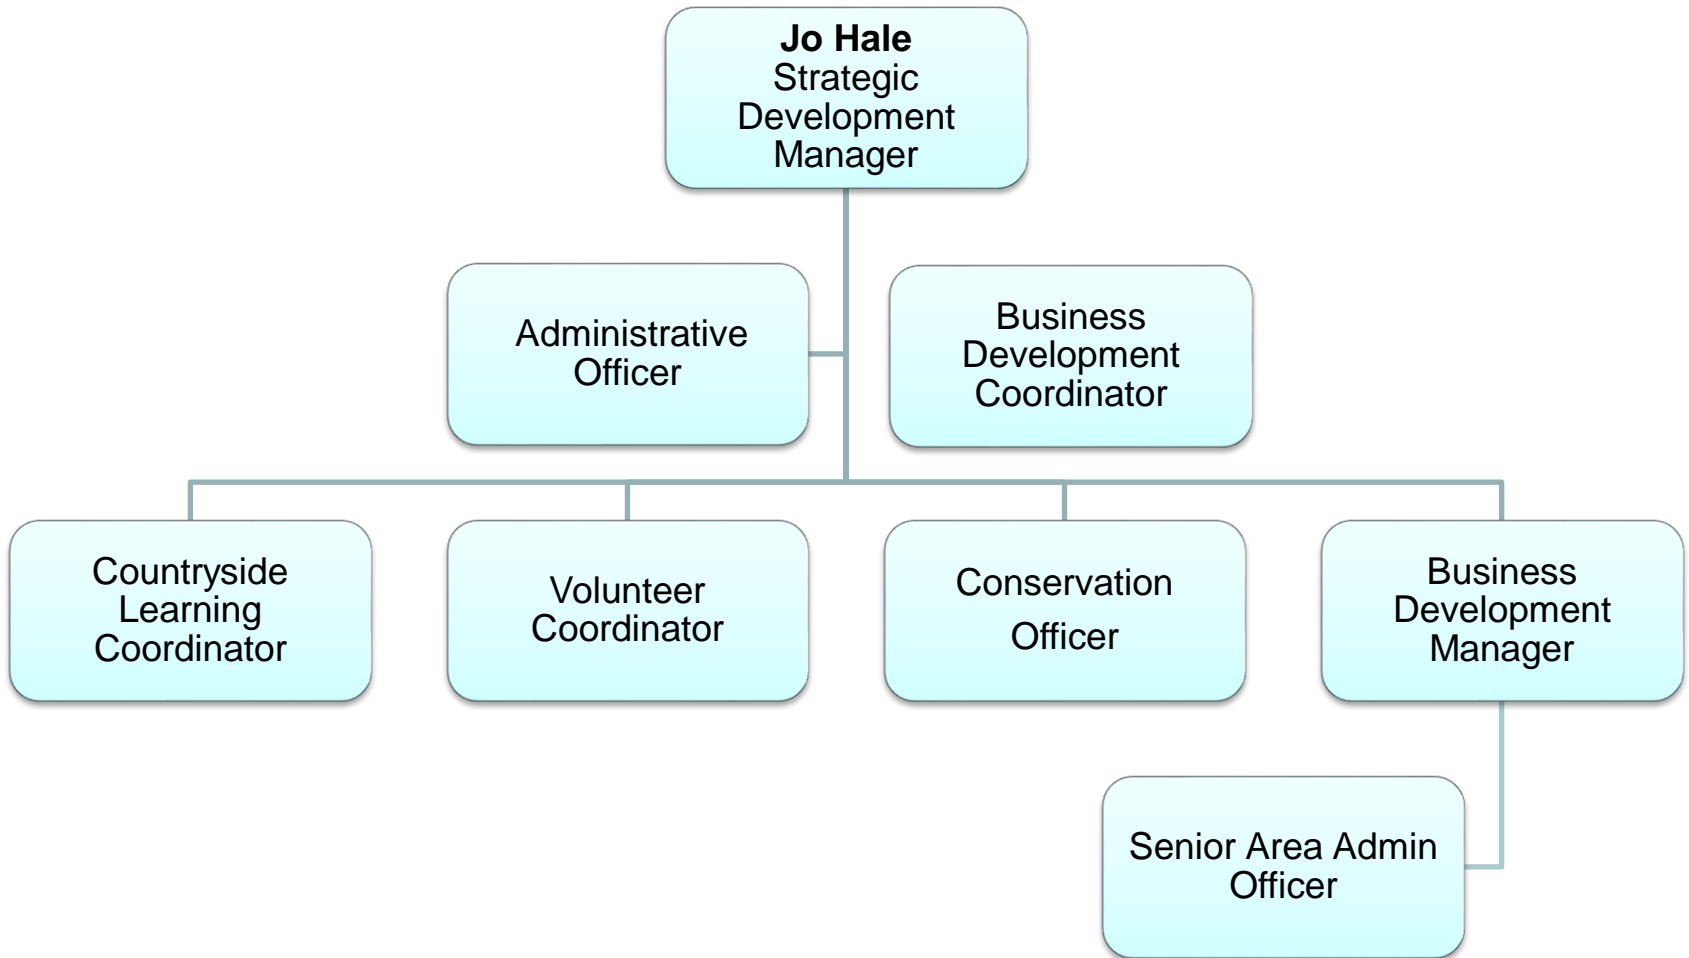 Jo Hale
Strategic
Development
Manager
Administrative
Officer
Business
Development
Coordinator
Countryside
Learning
Coordinator
Volunteer
Coordinator
Conservation
Officer
Business
Development
Manager
Senior Area Admin
Officer